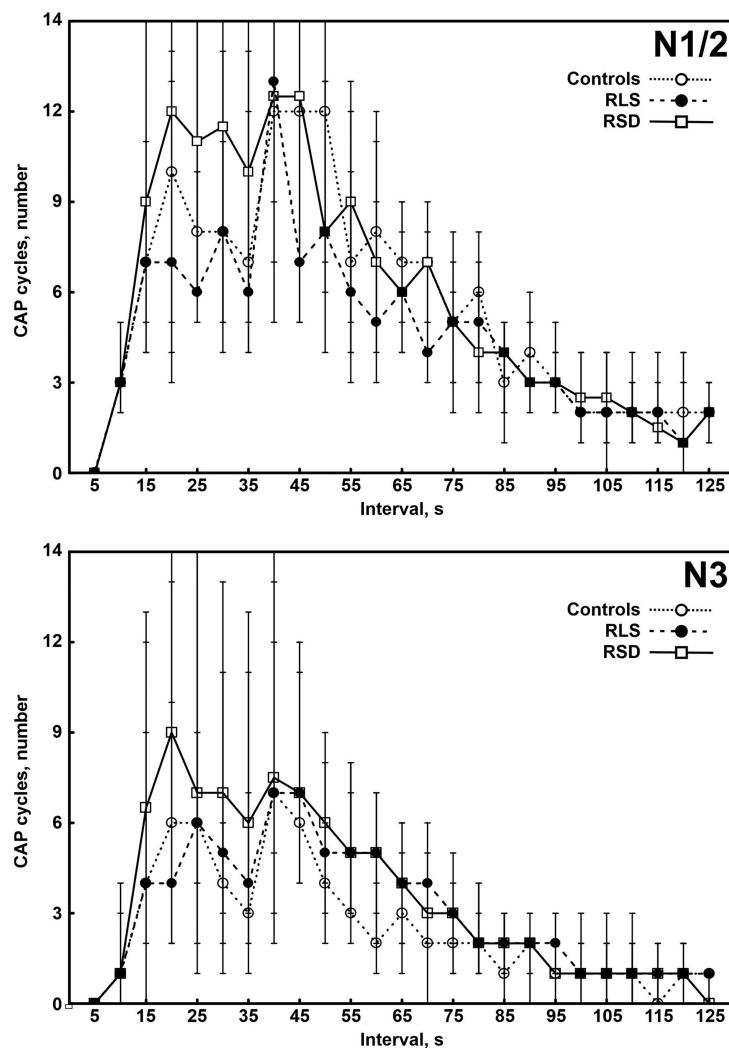 14
N1/2
Controls
RLS
RSD
12
9
6
3
0
CAP cycles, number
5 15 25 35 45 55 65 75 85 95 105 115 125
Interval, s
14
N3
Controls
RLS
RSD
12
9
6
3
0
CAP cycles, number
5 15 25 35 45 55 65 75 85 95 105 115 125
Interval, s